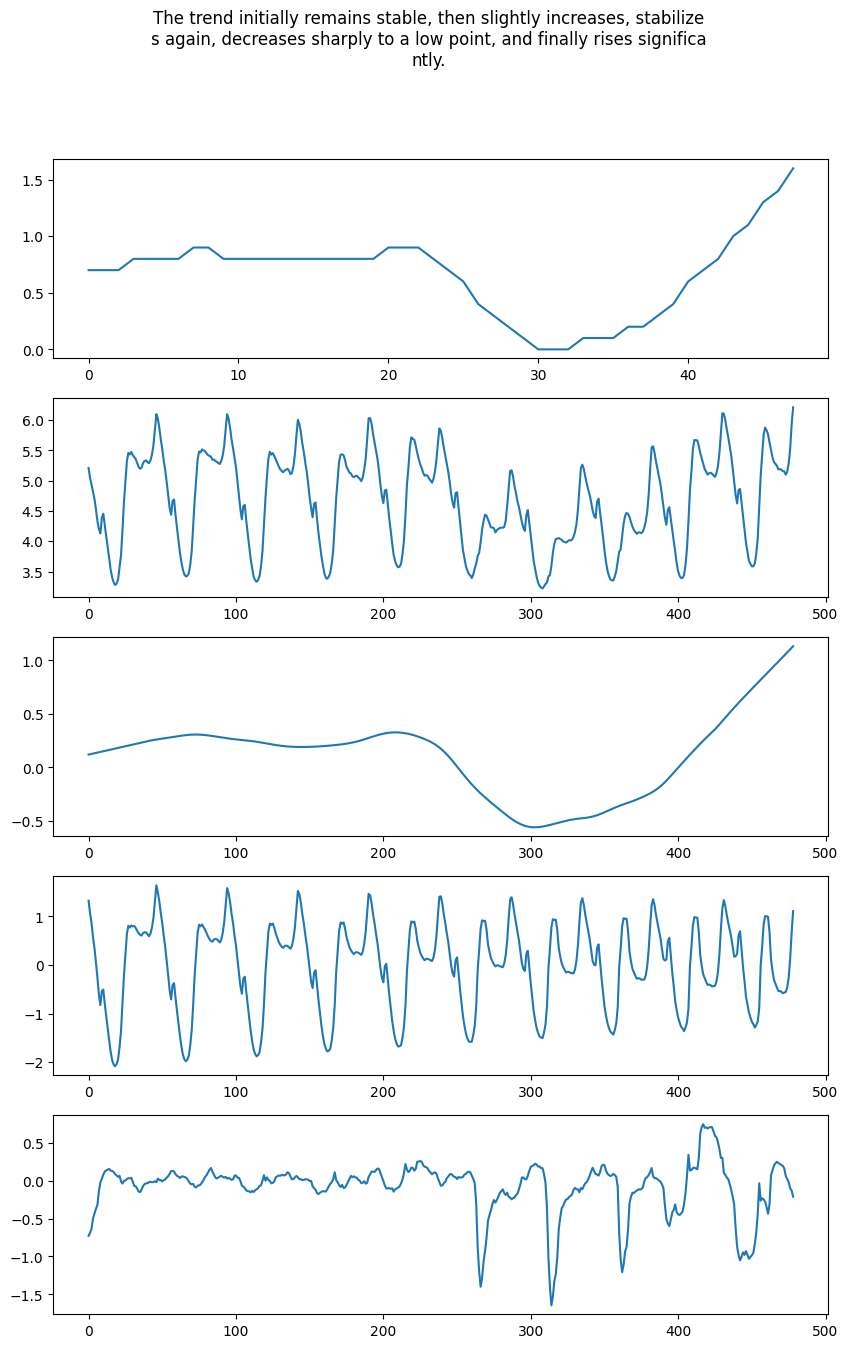 The trend initially remains stable, then slightly increases, stabilize
s again, decreases sharply to a low point, and finally rises significa
ntly.
1.5
1.0
0.5
0.0
0 10 20 30 40
6.0
5.5
5.0
4.5
4.0
3.5
0 100 200 300 400 500
1.0
0.5
0.0
−0.5
0 100 200 300 400 500
1
0
−1
−2
0 100 200 300 400 500
0.5
0.0
−0.5
−1.0
−1.5
0 100 200 300 400 500